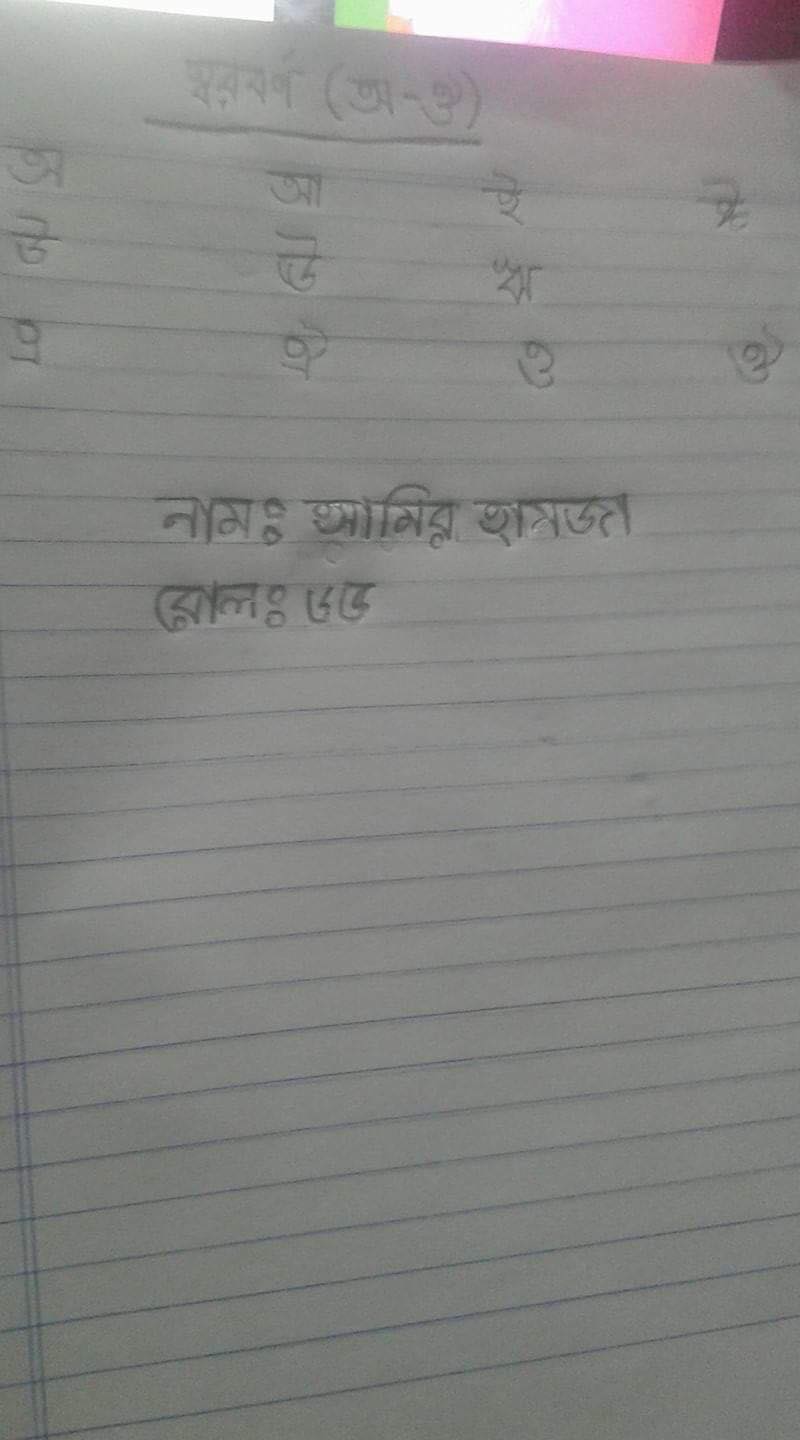 স্বরবর্ণ (অ-ঔ)
অ আ ই ঈ
উ ঊ ঋ
এ ঐ ও ঔ
নামঃ আমির হামজা
রোলঃ ৬৬